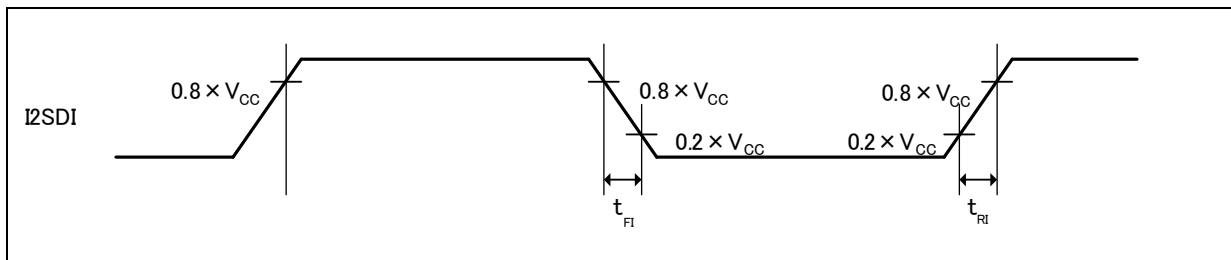 0.8 × VCC
0.8 × VCC
0.8 × VCC
I2SDI
0.2 × VCC
0.2 × VCC
tFI
tRI